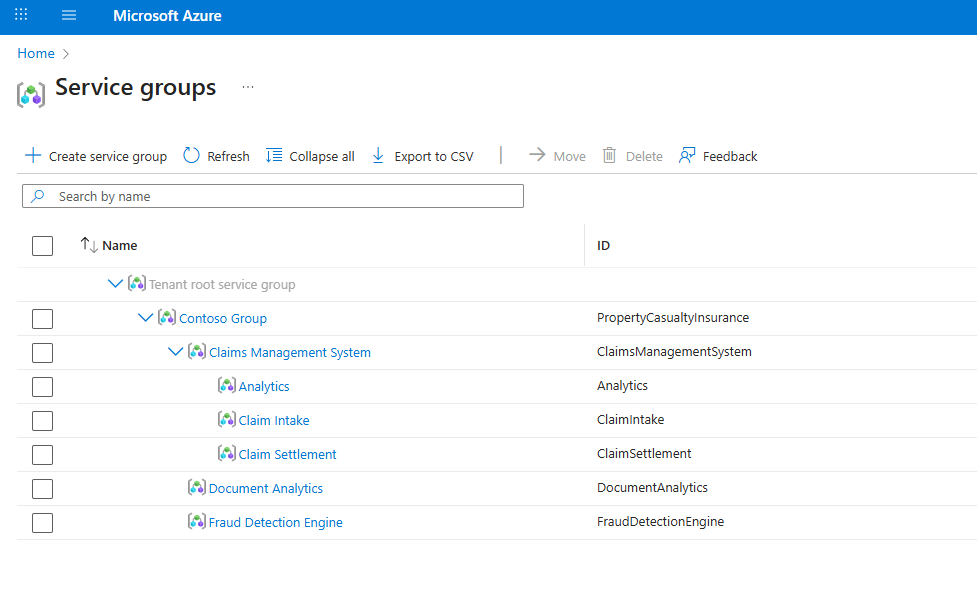 Microsoft Azure
Home
Service groups
Create service group Refresh Collapse all Export to CSV Move Delete Feedback
Search by name
Name ID
Tenant root service group
Contoso Group PropertyCasualtyInsurance
Claims Management System ClaimsManagementSystem
Analytics Analytics
Claim Intake ClaimIntake
Claim Settlement ClaimSettlement
Document Analytics DocumentAnalytics
Fraud Detection Engine FraudDetectionEngine